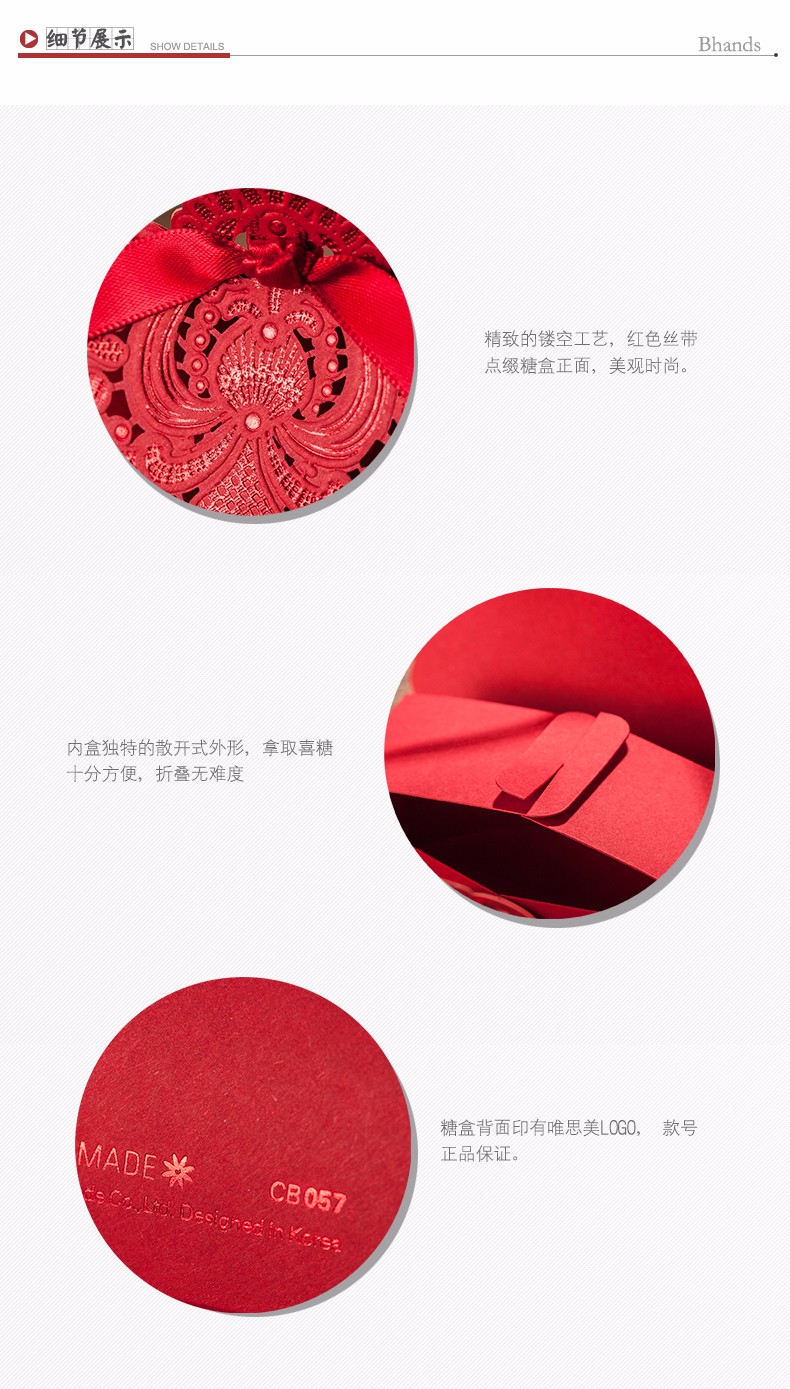 细节展示 SHOW DETAILS Bhands
精致的镂空工艺，红色丝带
点缀糖盒正面，美观时尚。
内盒独特的散开式外形，拿取喜糖
十分方便，折叠无难度
糖盒背面印有唯思美LOGO， 款号
正品保证。
MADE
CB057
de Co.,Ltd. Designed in Korea